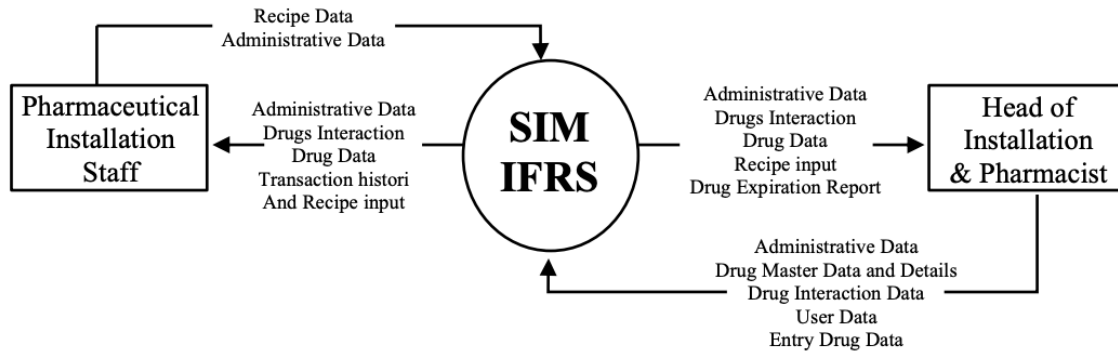 Recipe Data
Administrative Data
Pharmaceutical
Installation
Staff
Administrative Data
Drugs Interaction
Drug Data
Transaction histori
And Recipe input
SIM
IFRS
Administrative Data
Drugs Interaction
Drug Data
Recipe input
Drug Expiration Report
Head of
Installation
& Pharmacist
Administrative Data
Drug Master Data and Details
Drug Interaction Data
User Data
Entry Drug Data